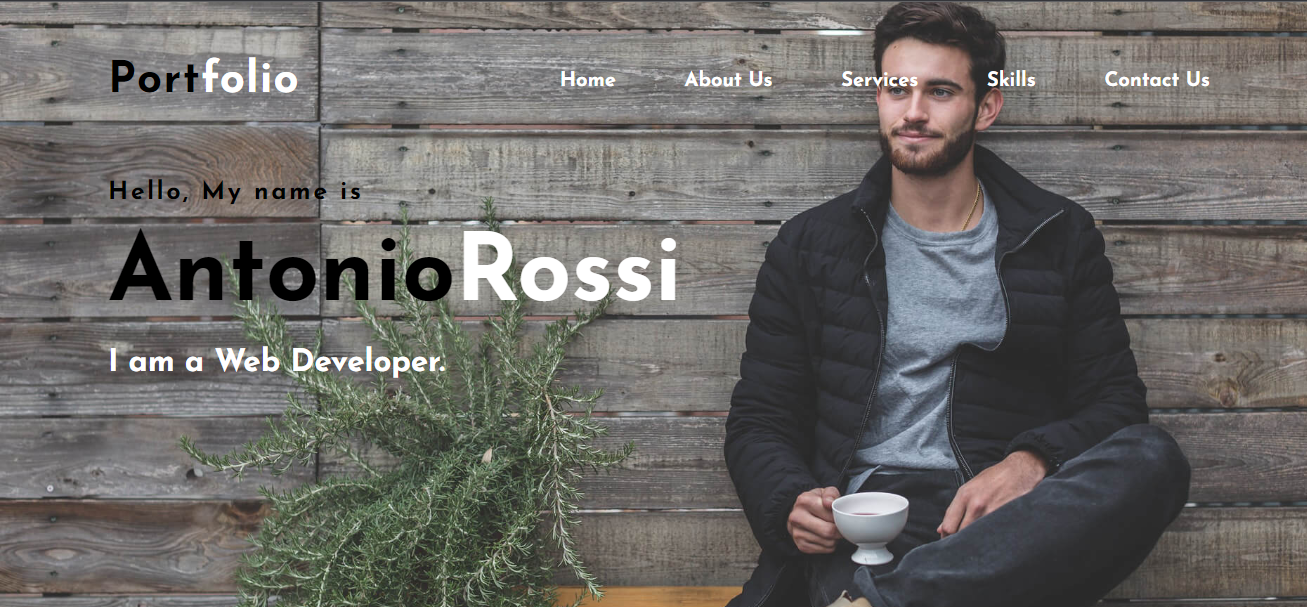 Portfolio
Home About Us Services Skills Contact Us
Hello, My name is
AntonioRossi
I am a Web Developer.